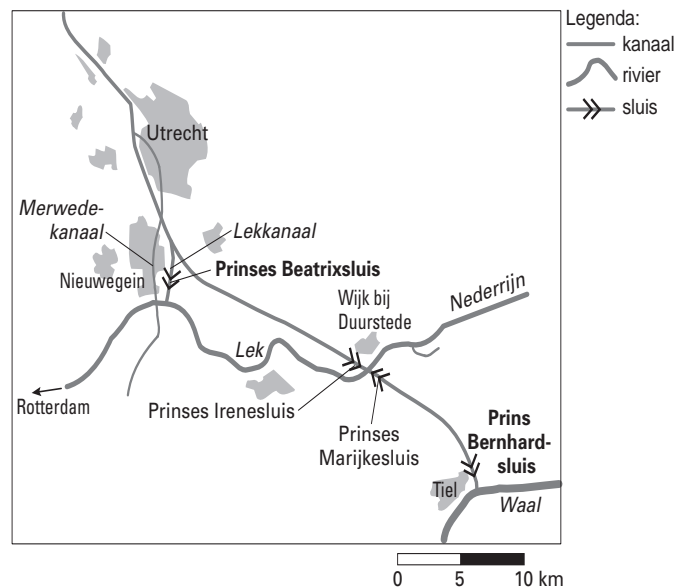 Legenda:
kanaal
rivier
sluis
Utrecht
Merwede-
kanaal
Lekkanaal
Nieuwegein
Prinses Beatrixsluis
Wijk bij
Duurstede
Nederrijn
Lek
Rotterdam
Prinses Irenesluis
Prinses
Marijkesluis
Prins
Bernhard-
sluis
Tiel
Waal
0 5 10 km